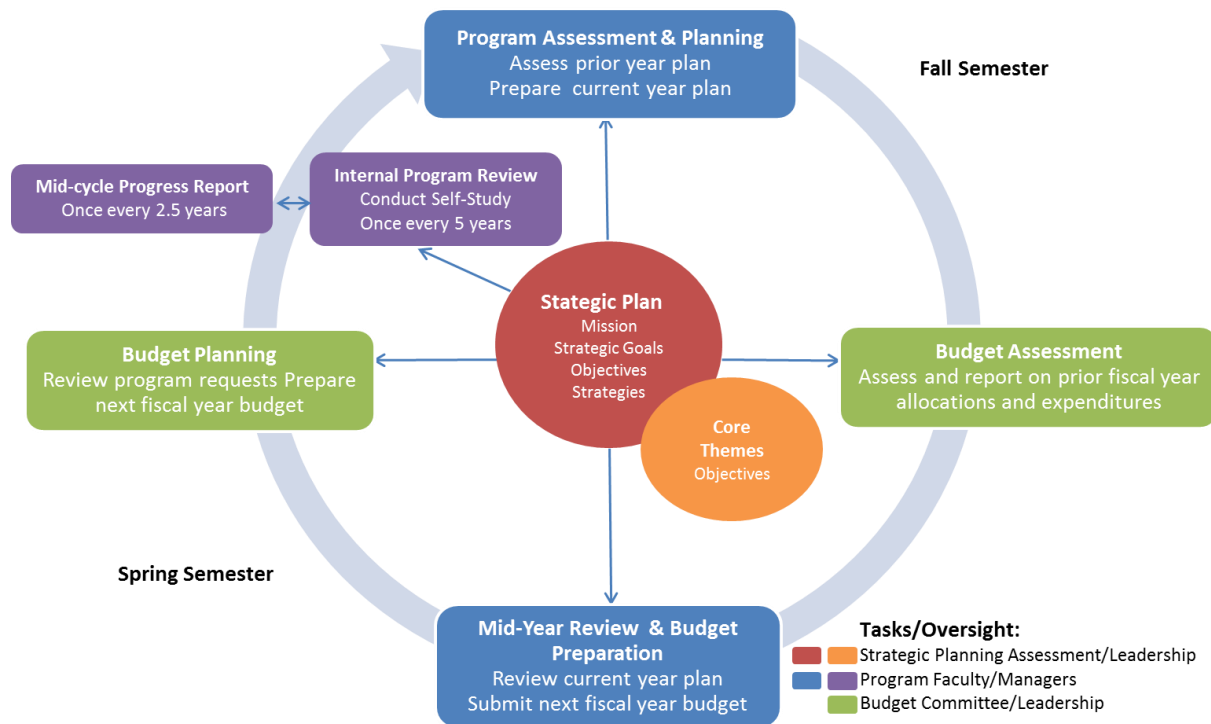 Program Assessment & Planning
Assess prior year plan
Prepare current year plan
Fall Semester
Mid-cycle Progress Report
Once every 2.5 years
Internal Program Review
Conduct Self-Study
Once every 5 years
Stategic Plan
Mission
Strategic Goals
Objectives
Strategies
Budget Planning
Review program requests Prepare
next fiscal year budget
Budget Assessment
Assess and report on prior fiscal year
allocations and expenditures
Core
Themes
Objectives
Spring Semester
Mid-Year Review & Budget
Preparation
Review current year plan
Submit next fiscal year budget
Tasks/Oversight:
Strategic Planning Assessment/Leadership
Program Faculty/Managers
Budget Committee/Leadership